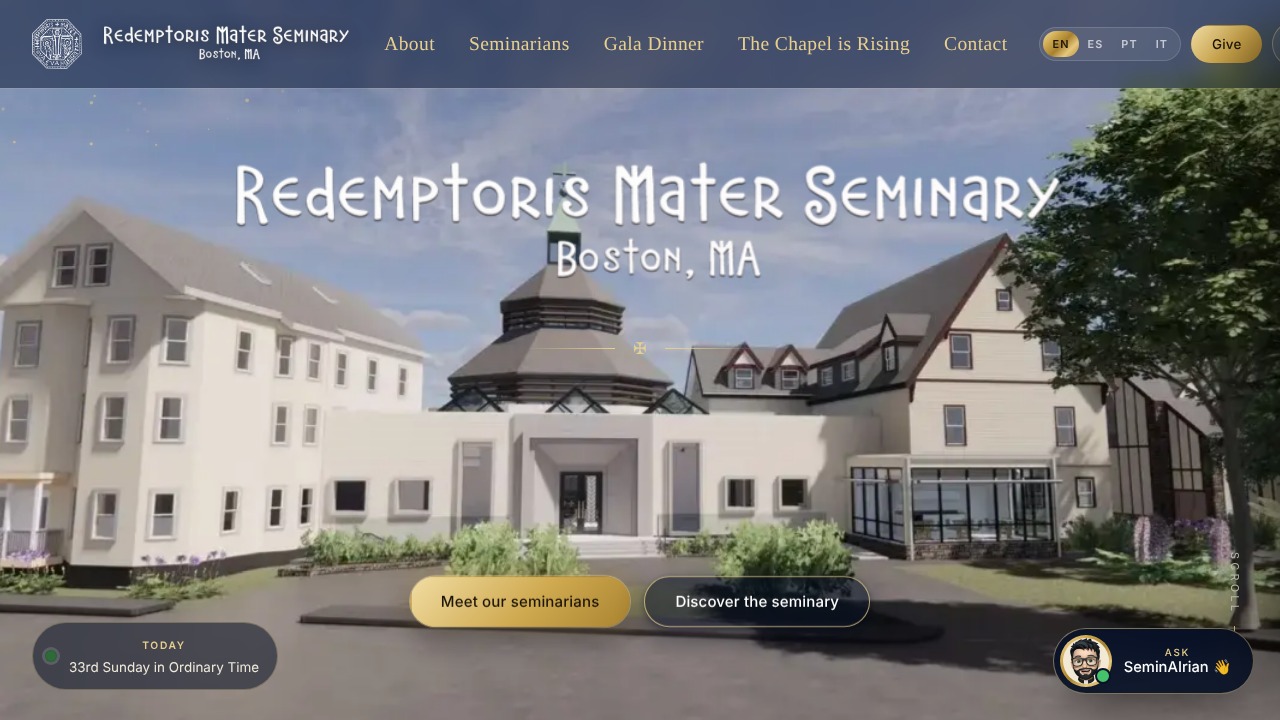 Redemptoris Mater Seminary
Boston, MA
About
Seminarians
Gala Dinner
The Chapel is Rising
Contact
EN
ES
PT
IT
Give
Redemptoris Mater Seminary
Boston, MA
Meet our seminarians
Discover the seminary
SCROLL
TODAY
33rd Sunday in Ordinary Time
ASK
SeminAIrian 👋